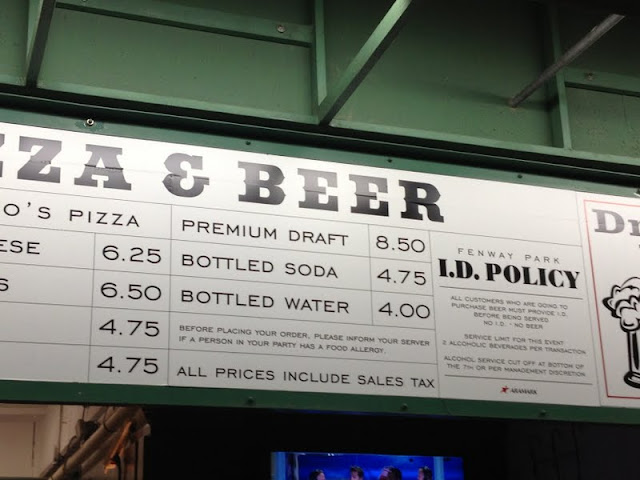 ZZA & BEER
O'S PIZZA
ESE 6.25
S 6.50
4.75
4.75
PREMIUM DRAFT 8.50
BOTTLED SODA 4.75
BOTTLED WATER 4.00
BEFORE PLACING YOUR ORDER, PLEASE INFORM YOUR SERVER
IF A PERSON IN YOUR PARTY HAS A FOOD ALLERGY.
ALL PRICES INCLUDE SALES TAX
FENWAY PARK
I.D. POLICY
ALL CUSTOMERS WHO ARE GOING TO
PURCHASE BEER MUST PROVIDE I.D.
BEFORE BEING SERVED
NO I.D. - NO BEER
SERVICE LIMIT FOR THIS EVENT
2 ALCOHOLIC BEVERAGES PER TRANSACTION
ALCOHOL SERVICE CUT OFF AT BOTTOM OF
THE 7TH OR PER MANAGEMENT DISCRETION
ARAMARK
Dr